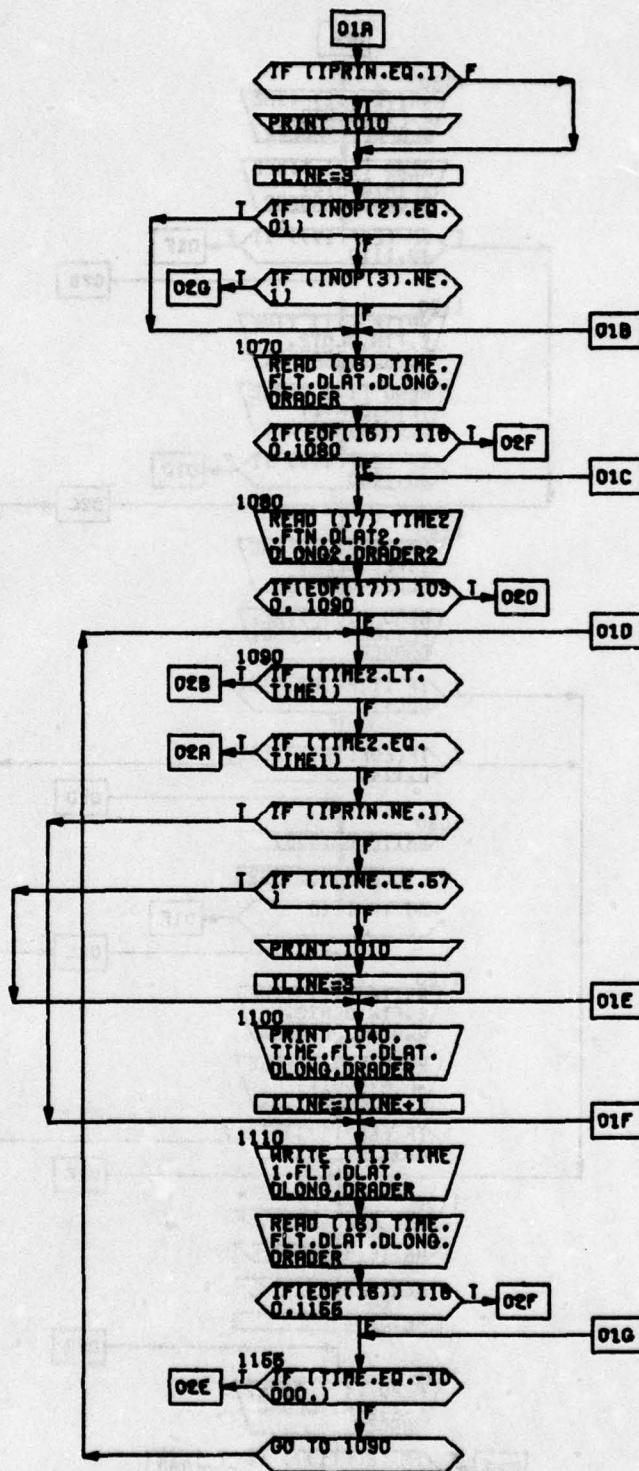 01A
IF (IPRIN.EQ.1) F
T
PRINT 1010
ILINE=3
T IF (INOP(2).EQ.
01)
F
02G T IF (INOP(3).NE.
1)
F
01B
1070
READ (16) TIME.
FLT.DLAT.DLONG.
DRADER
IF(EOF(16)) 116 T 02F
0.1080
F
01C
1080
READ (17) TIME2
.FTN.DLAT2.
DLONG2.DRADER2
IF(EOF(17)) 103 T 02D
0. 1090
F
01D
1090
02B T IF (TIME2.LT.
TIME1)
F
02A T IF (TIME2.EQ.
TIME1)
F
T IF (IPRIN.NE.1)
F
T IF (ILINE.LE.57
)
F
PRINT 1010
ILINE=3
01E
1100
PRINT 1040.
TIME.FLT.DLAT.
DLONG.DRADER
ILINE=ILINE+1
01F
1110
WRITE (11) TIME
1.FLT.DLAT.
DLONG.DRADER
READ (16) TIME.
FLT.DLAT.DLONG.
DRADER
IF(EOF(16)) 116 T 02F
0.1155
F
01G
1155
02E T IF (TIME.EQ.-10
000.)
F
GO TO 1090